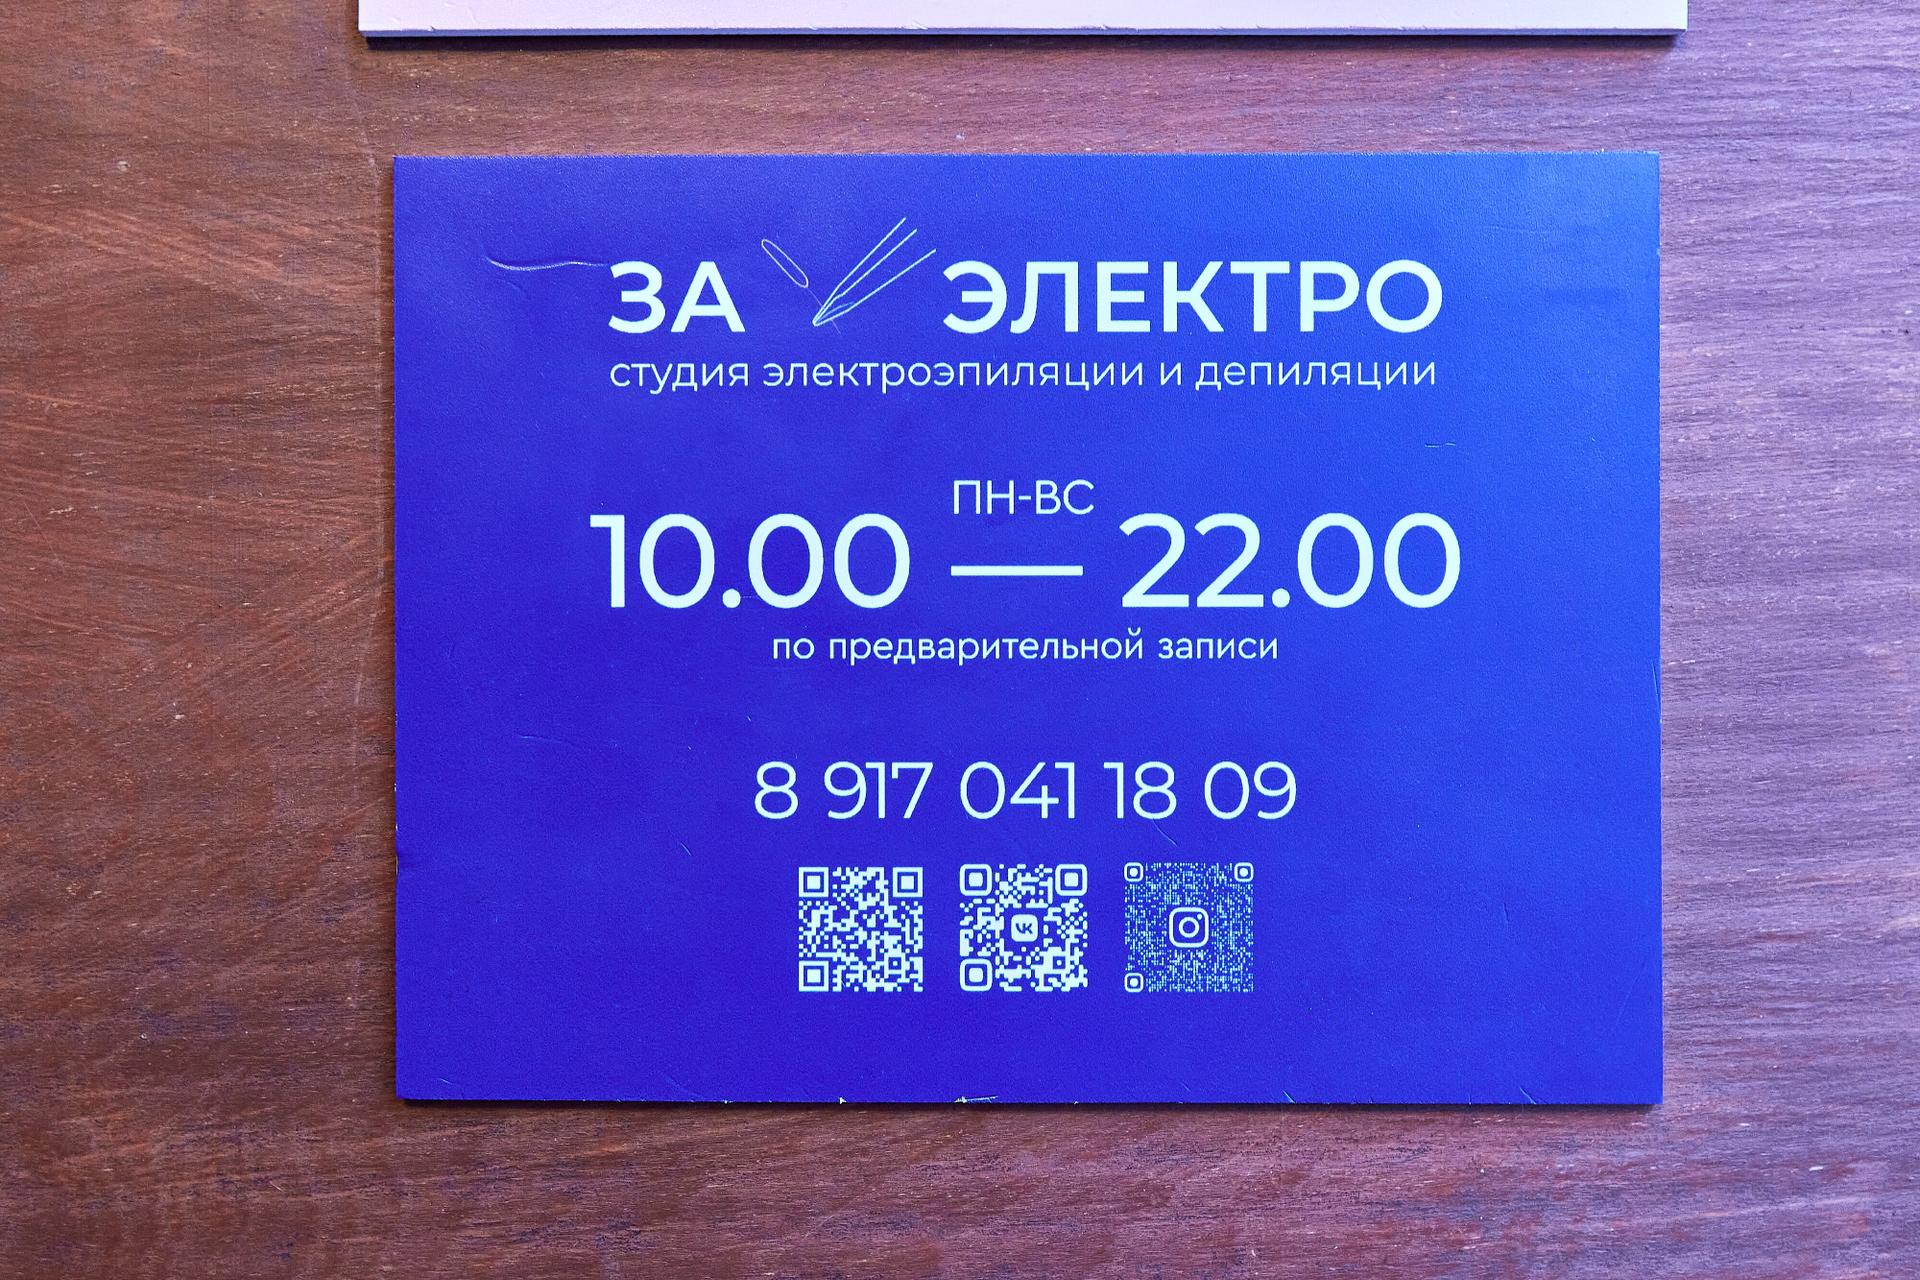 ЗА ЭЛЕКТРО
студия электроэпиляции и депиляции
ПН-ВС
10.00 — 22.00
по предварительной записи
8 917 041 18 09